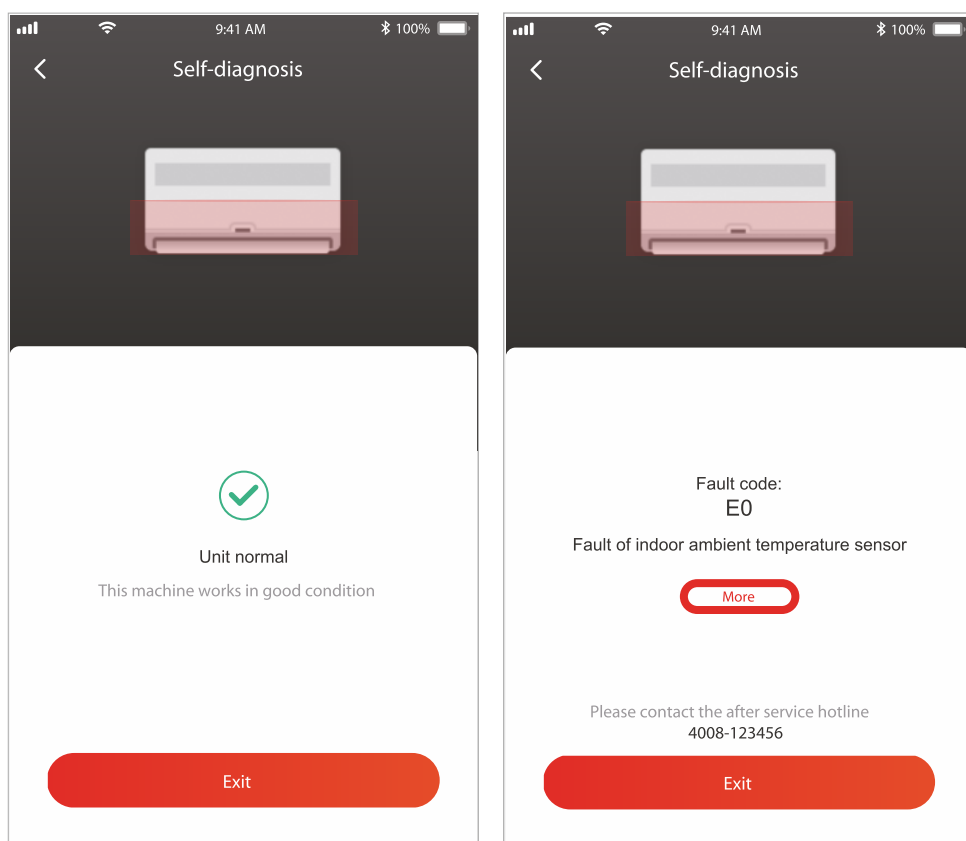 9:41 AM
100%
Self-diagnosis
Unit normal
This machine works in good condition
Exit
9:41 AM
100%
Self-diagnosis
Fault code:
E0
Fault of indoor ambient temperature sensor
More
Please contact the after service hotline
4008-123456
Exit